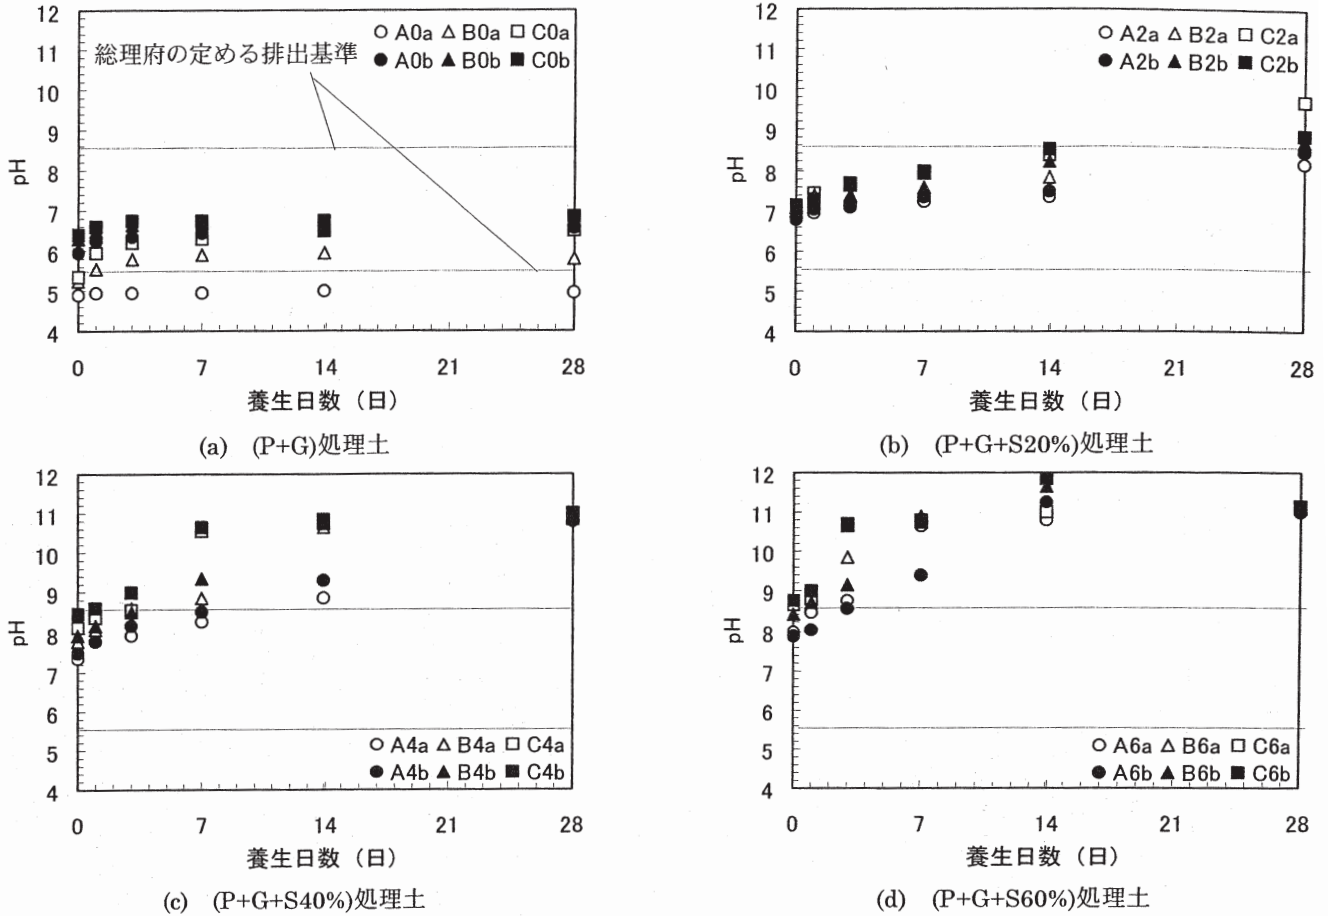 12
11
10
9
8
7
6
5
4
pH
総理府の定める排出基準
A0a B0a C0a
A0b B0b C0b
0 7 14 21 28
養生日数（日）
(a) (P+G)処理土
12
11
10
9
8
7
6
5
4
pH
A2a B2a C2a
A2b B2b C2b
0 7 14 21 28
養生日数（日）
(b) (P+G+S20%)処理土
12
11
10
9
8
7
6
5
4
pH
A4a B4a C4a
A4b B4b C4b
0 7 14 21 28
養生日数（日）
(c) (P+G+S40%)処理土
12
11
10
9
8
7
6
5
4
pH
A6a B6a C6a
A6b B6b C6b
0 7 14 21 28
養生日数（日）
(d) (P+G+S60%)処理土